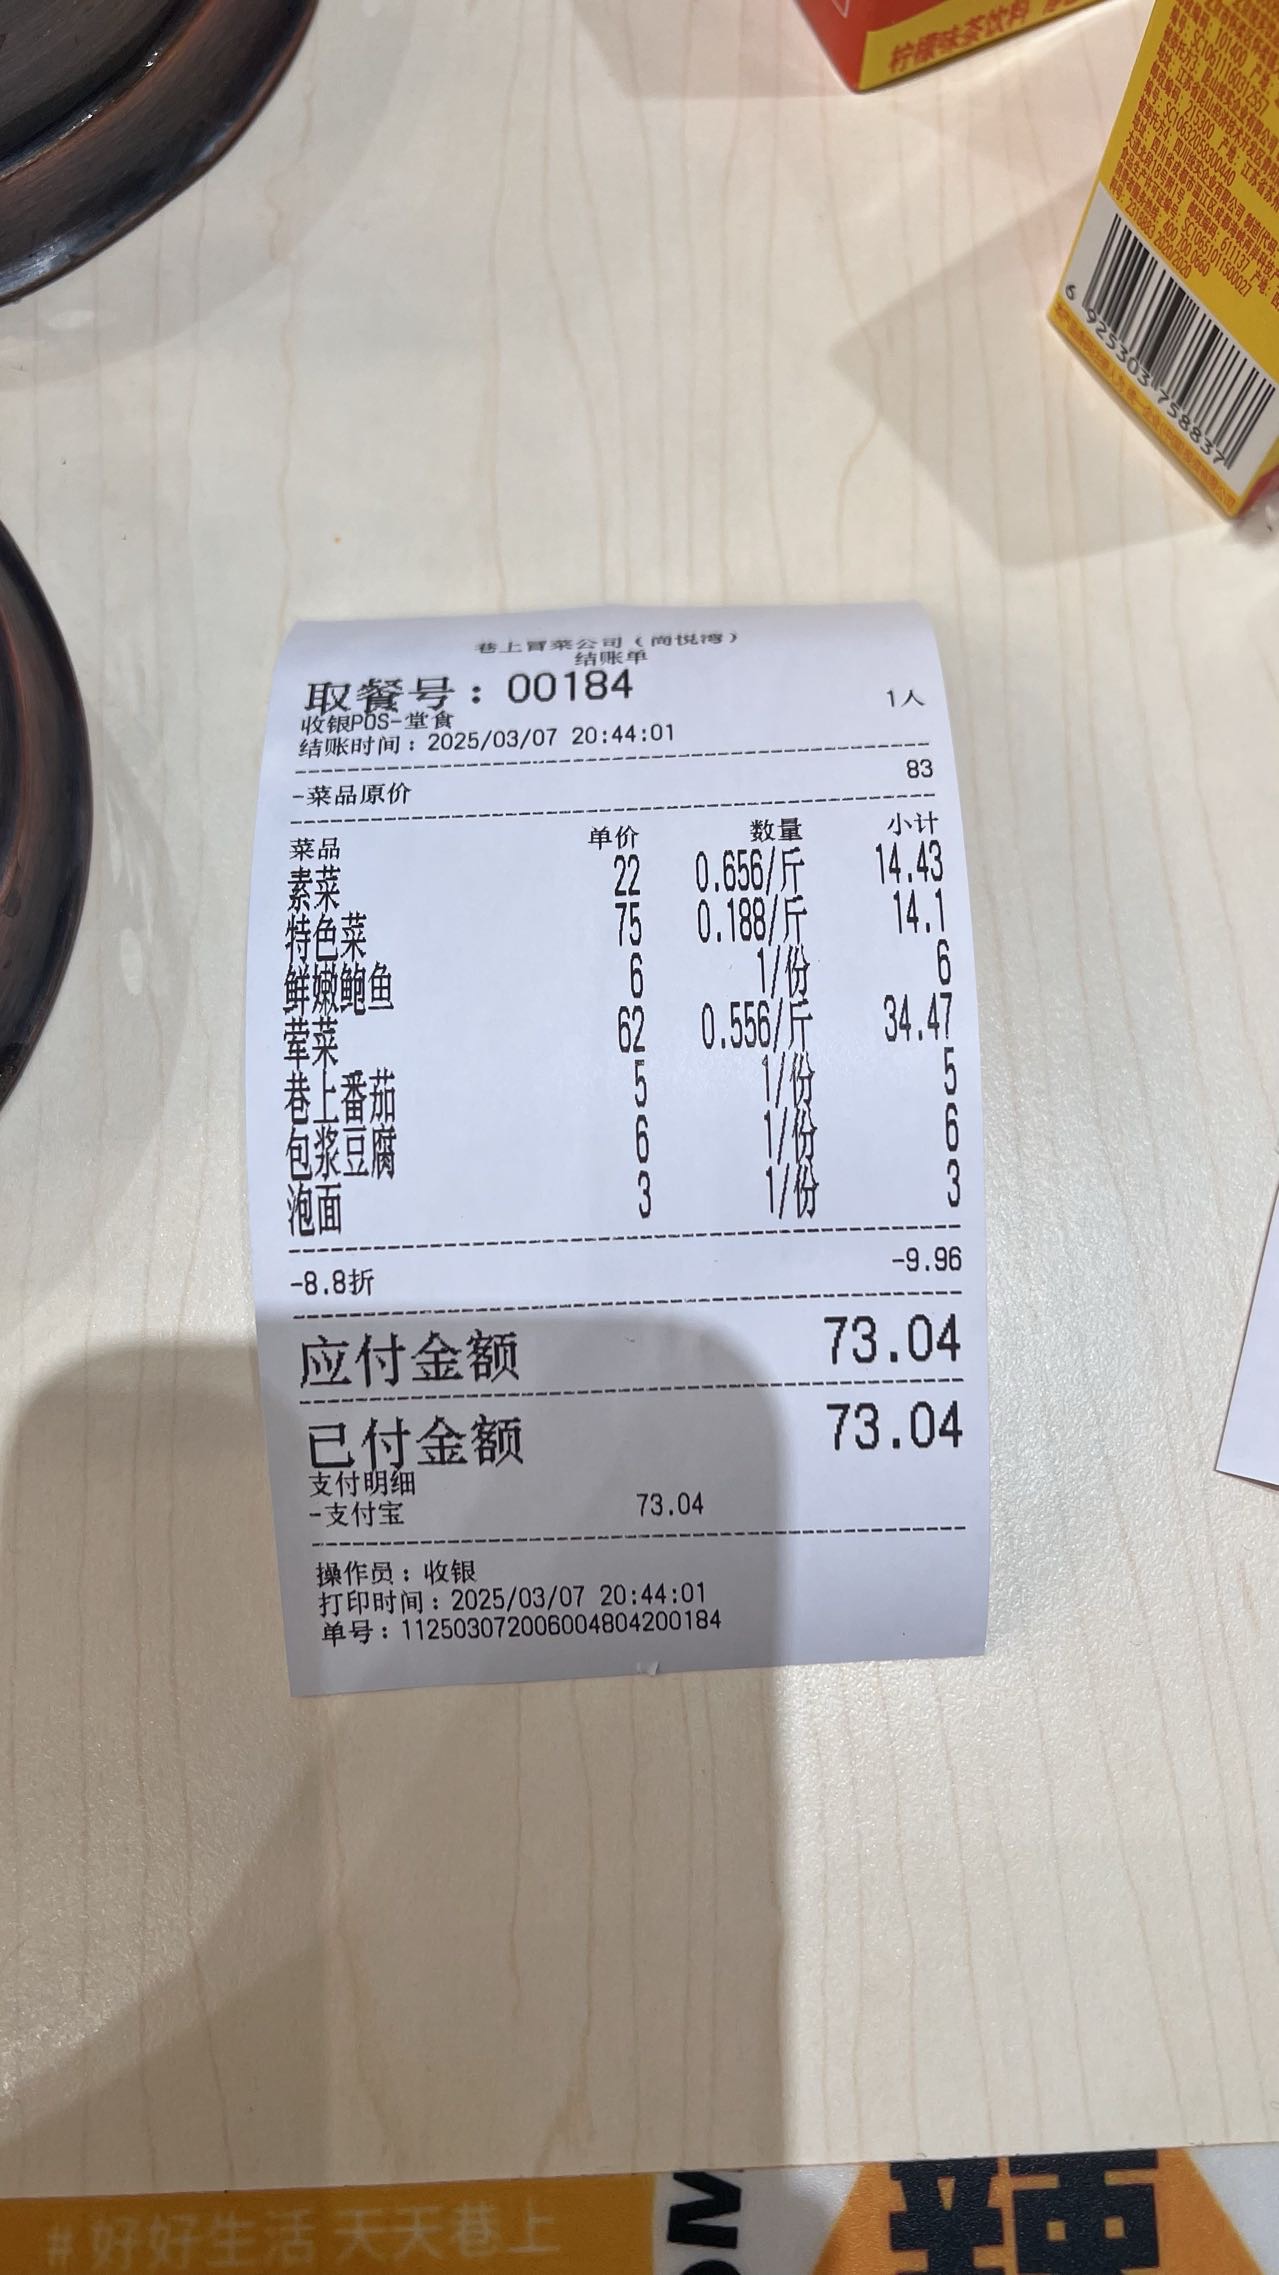 柠檬味茶饮料
6 925303 758837
巷上冒菜公司（尚悦湾）
结账单
取餐号：00184
1人
收银POS-堂食
结账时间：2025/03/07 20:44:01
-菜品原价 83
菜品 单价 数量 小计
素菜 22 0.656/斤 14.43
特色菜 75 0.188/斤 14.1
鲜嫩鲍鱼 6 1/份 6
荤菜 62 0.556/斤 34.47
巷上番茄 5 1/份 5
包浆豆腐 6 1/份 6
泡面 3 1/份 3
-8.8折 -9.96
应付金额 73.04
已付金额 73.04
支付明细
-支付宝 73.04
操作员：收银
打印时间：2025/03/07 20:44:01
单号：1125030720060048042​00184
#好好生活 天天巷上